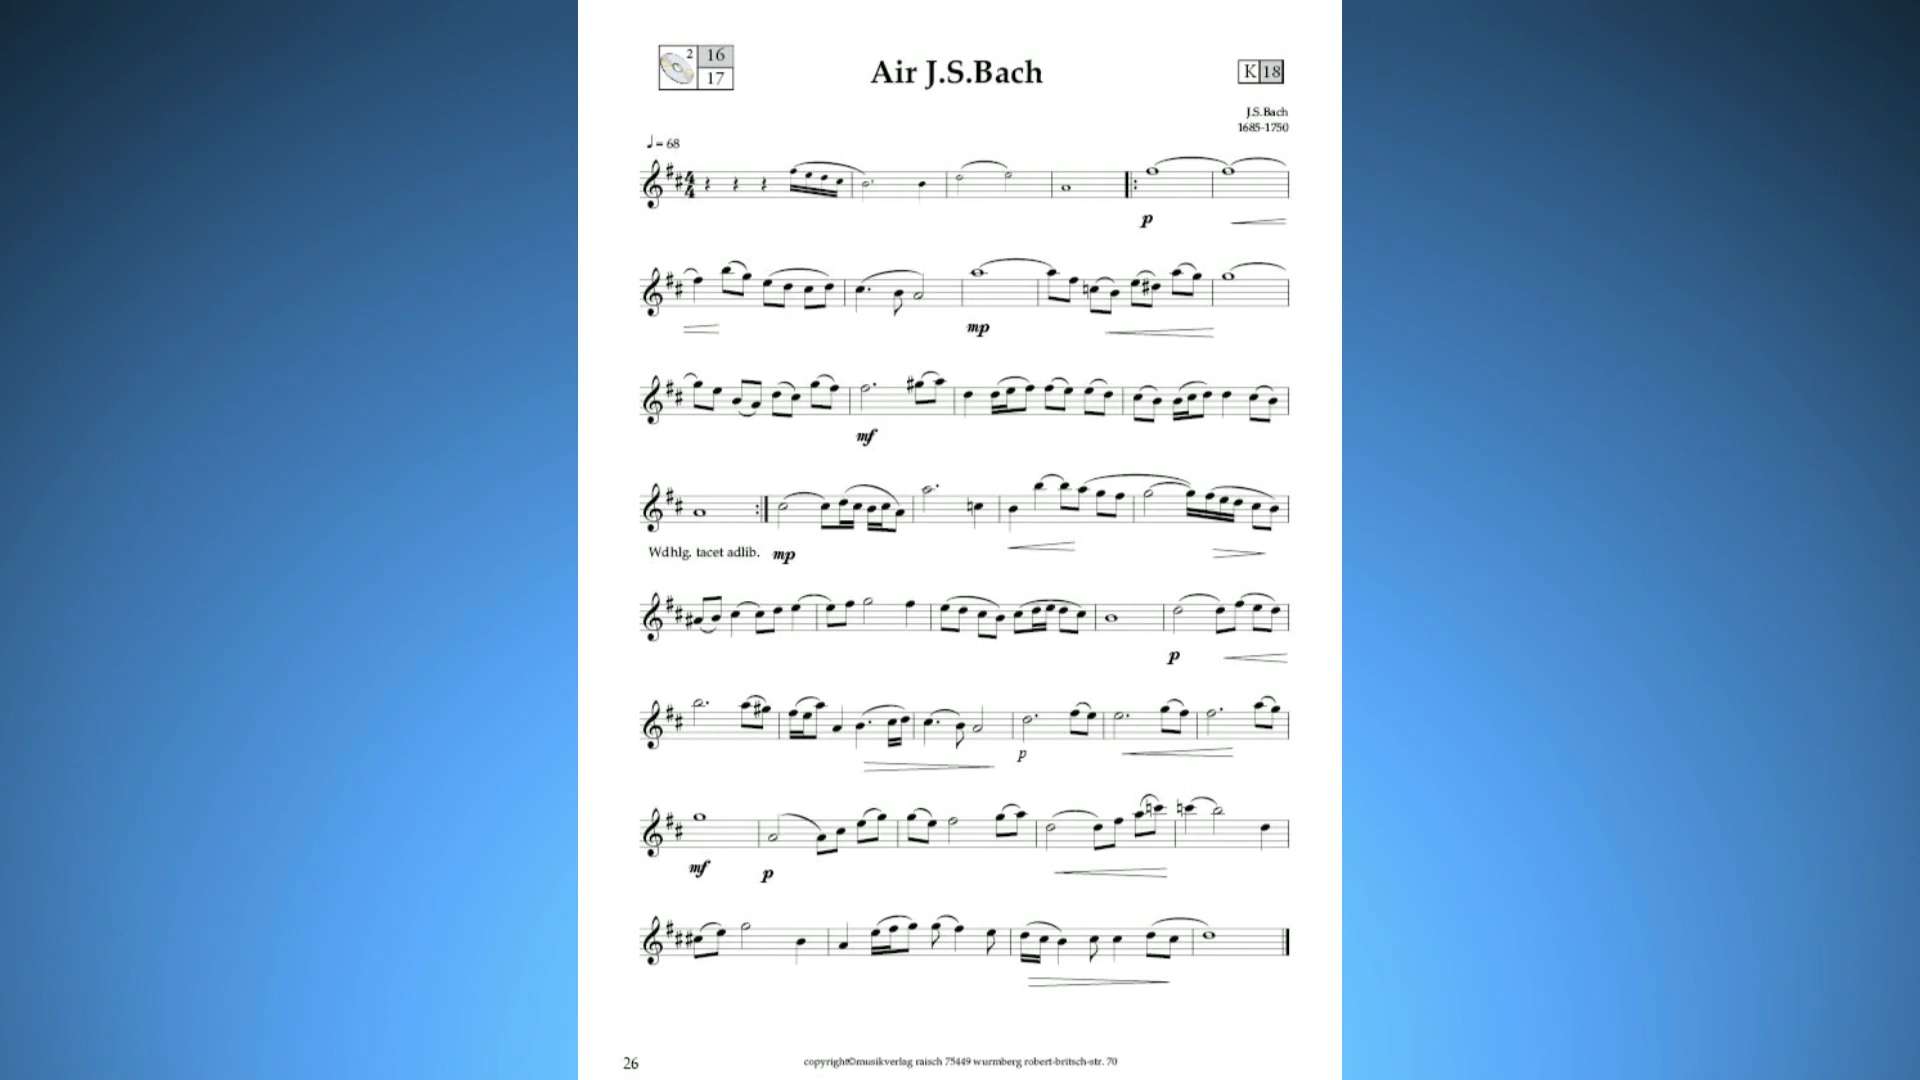 2 16
17
Air J.S.Bach
K 18
J.S.Bach
1685-1750
♩= 68
p
mp
mf
Wdhlg. tacet adlib. mp
p
p
mf
p
26
copyright©musikverlag raisch 75449 wurmberg robert-britsch-str. 70